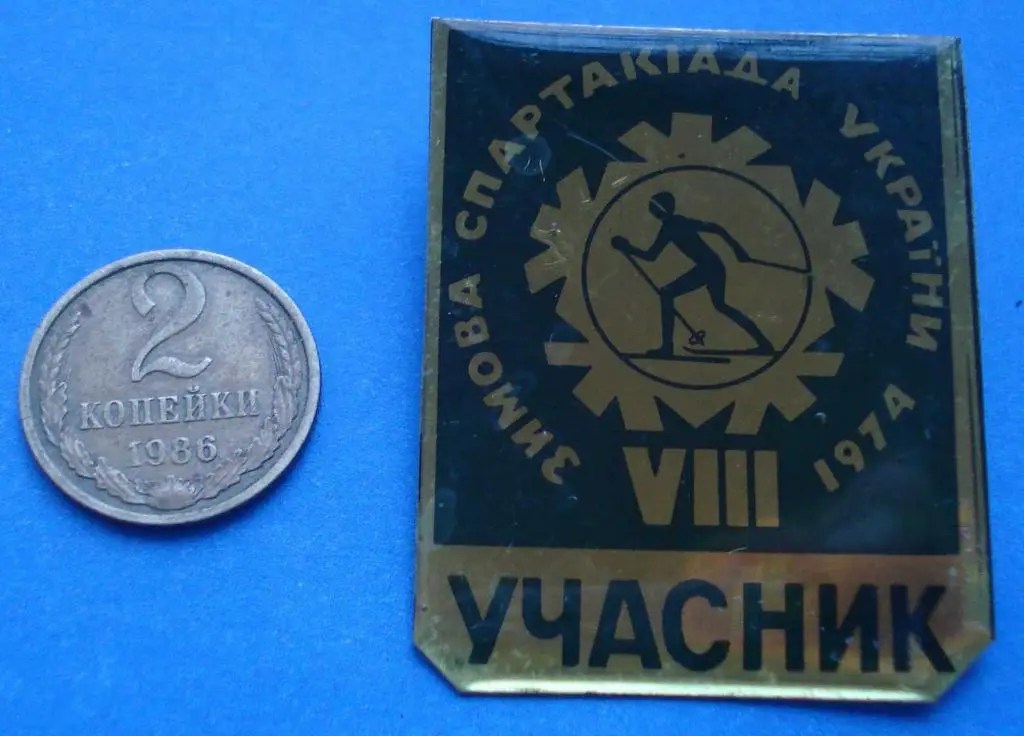 2
КОПЕЙКИ
1986
ЗИМОВА СПАРТАКІАДА УКРАЇНИ 1974
VIII
УЧАСНИК